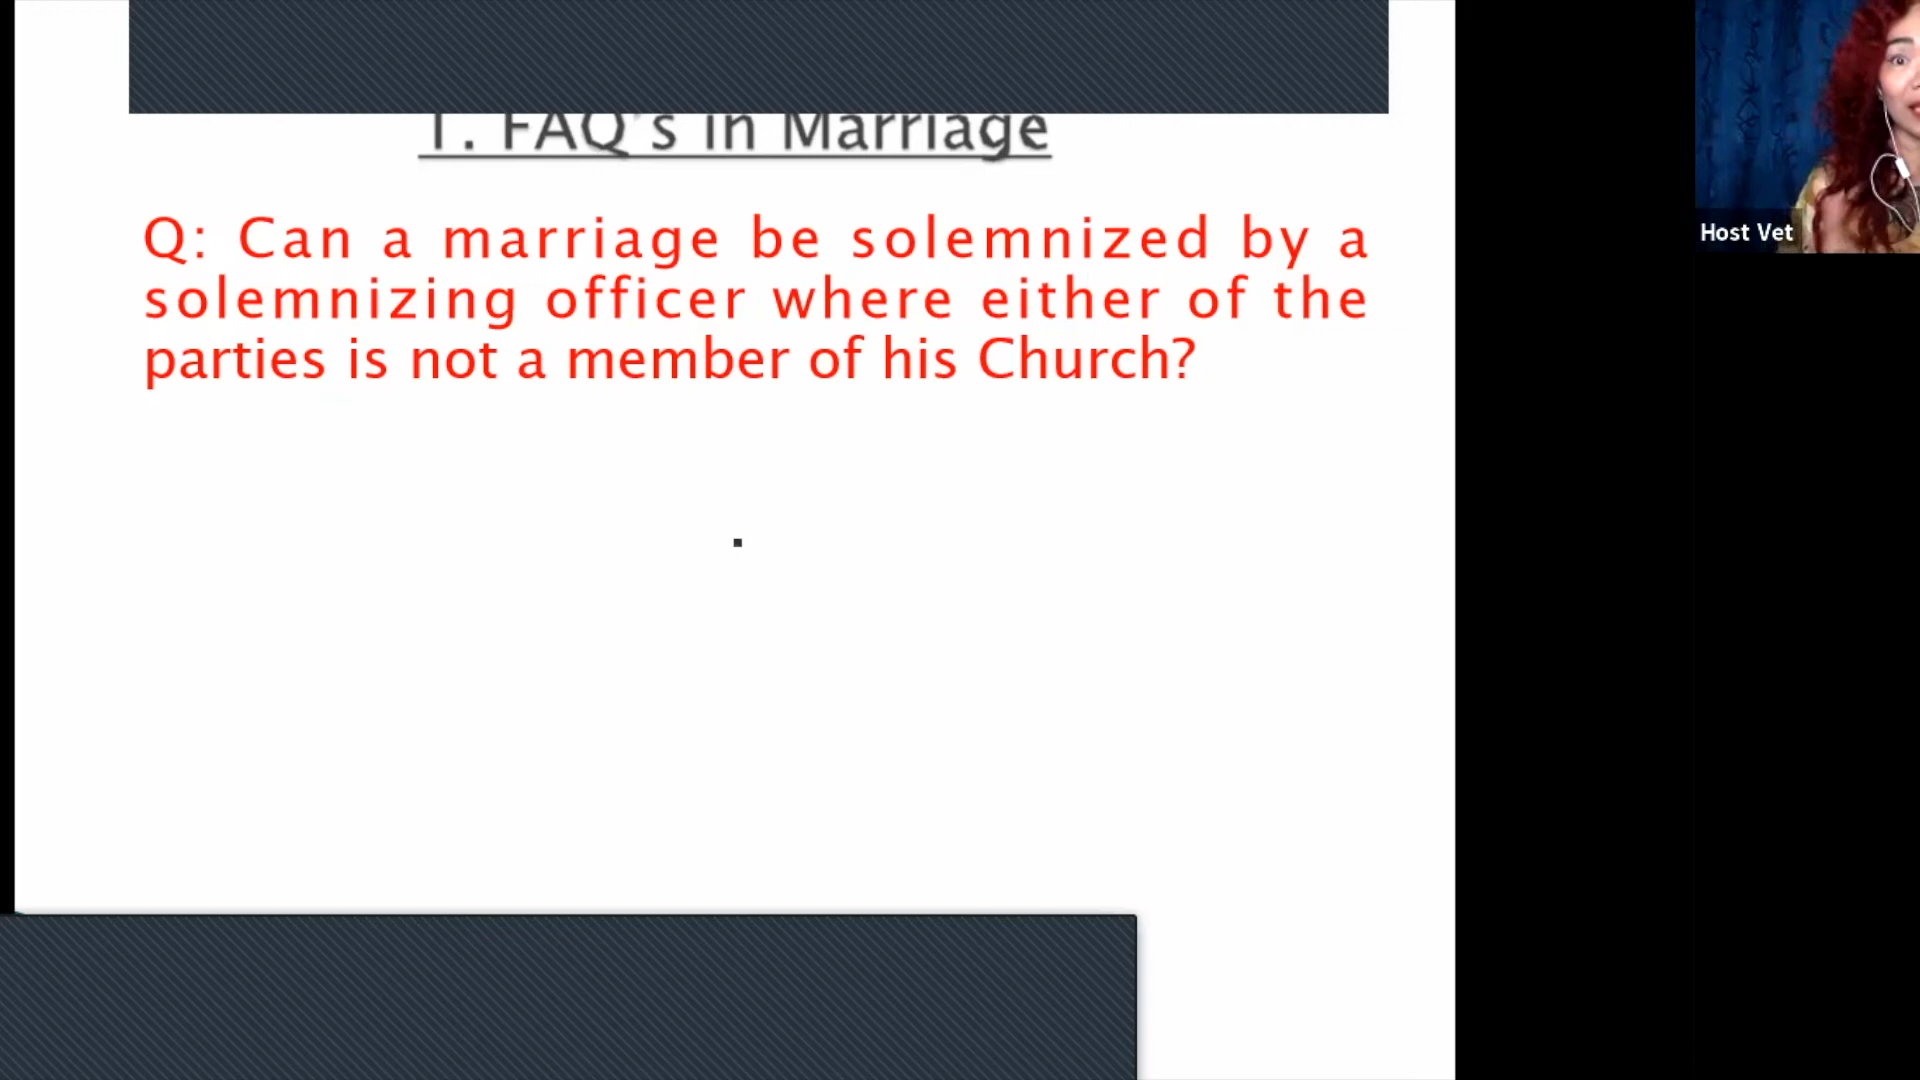 1. FAQ's in Marriage
Q: Can a marriage be solemnized by a
solemnizing officer where either of the
parties is not a member of his Church?
Host Vet